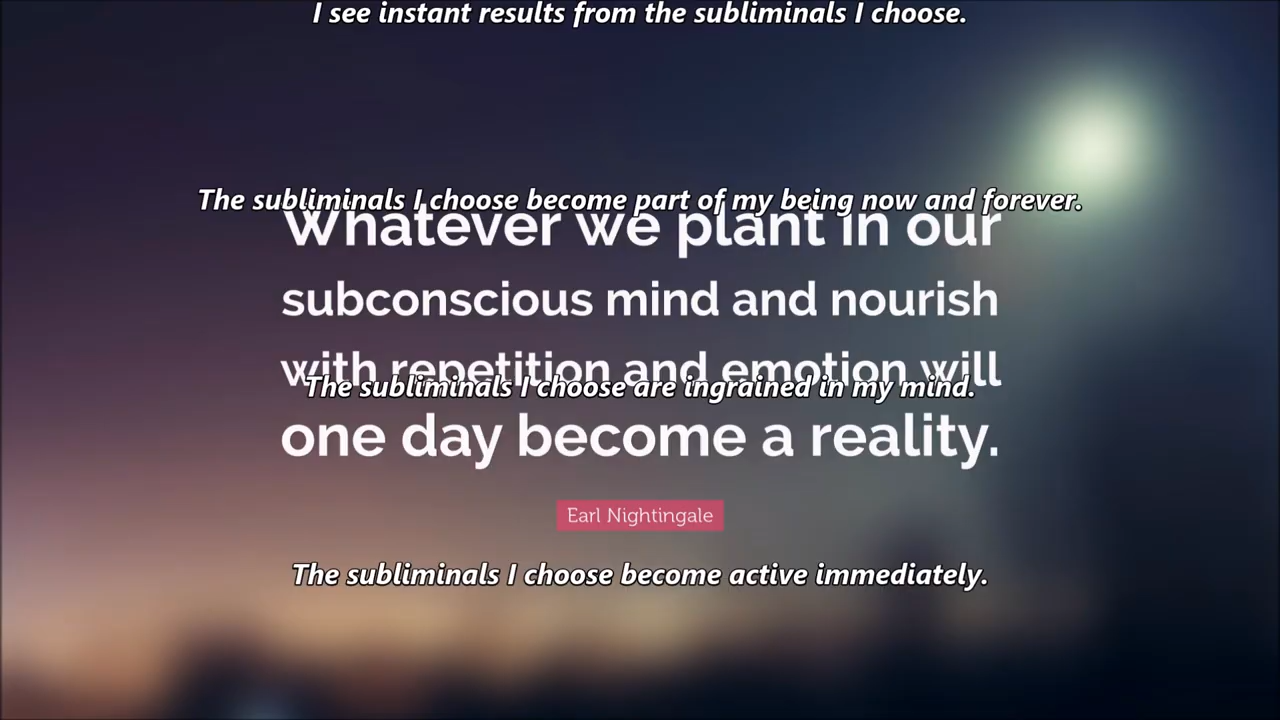 I see instant results from the subliminals I choose.
The subliminals I choose become part of my being now and forever.
Whatever we plant in our
subconscious mind and nourish
with repetition and emotion will
The subliminals I choose are ingrained in my mind.
one day become a reality.
Earl Nightingale
The subliminals I choose become active immediately.